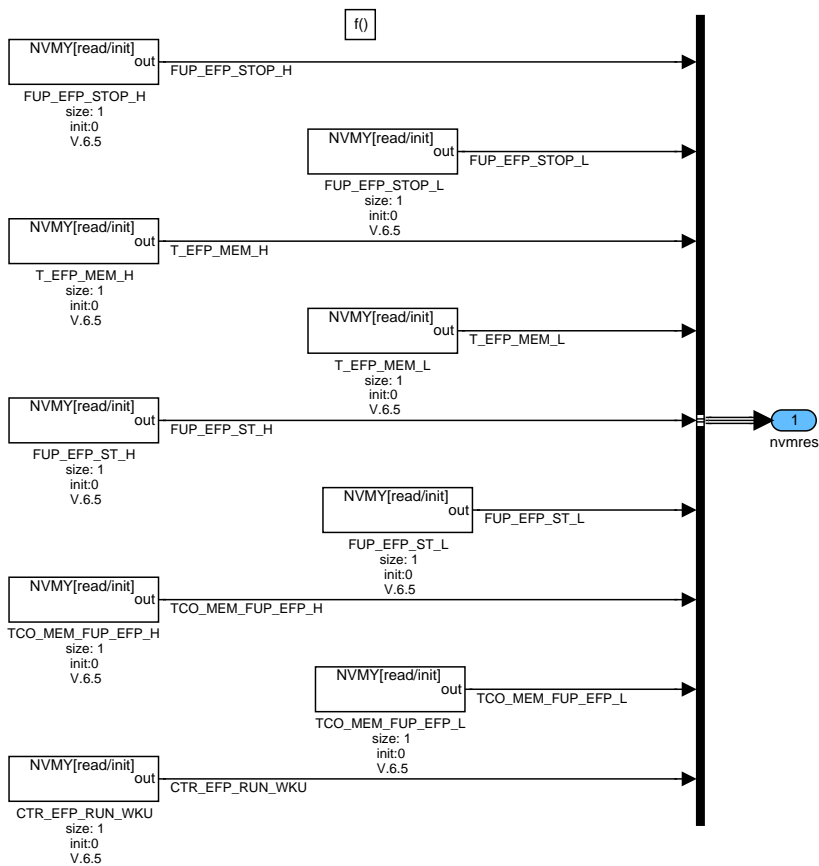 f()
NVMY[read/init]
out
FUP_EFP_STOP_H
FUP_EFP_STOP_H
size: 1
init:0
V.6.5
NVMY[read/init]
out
FUP_EFP_STOP_L
FUP_EFP_STOP_L
size: 1
init:0
V.6.5
NVMY[read/init]
out
T_EFP_MEM_H
T_EFP_MEM_H
size: 1
init:0
V.6.5
NVMY[read/init]
out
T_EFP_MEM_L
T_EFP_MEM_L
size: 1
init:0
V.6.5
NVMY[read/init]
out
FUP_EFP_ST_H
FUP_EFP_ST_H
size: 1
init:0
V.6.5
1
nvmres
NVMY[read/init]
out
FUP_EFP_ST_L
FUP_EFP_ST_L
size: 1
init:0
V.6.5
NVMY[read/init]
out
TCO_MEM_FUP_EFP_H
TCO_MEM_FUP_EFP_H
size: 1
init:0
V.6.5
NVMY[read/init]
out
TCO_MEM_FUP_EFP_L
TCO_MEM_FUP_EFP_L
size: 1
init:0
V.6.5
NVMY[read/init]
out
CTR_EFP_RUN_WKU
CTR_EFP_RUN_WKU
size: 1
init:0
V.6.5